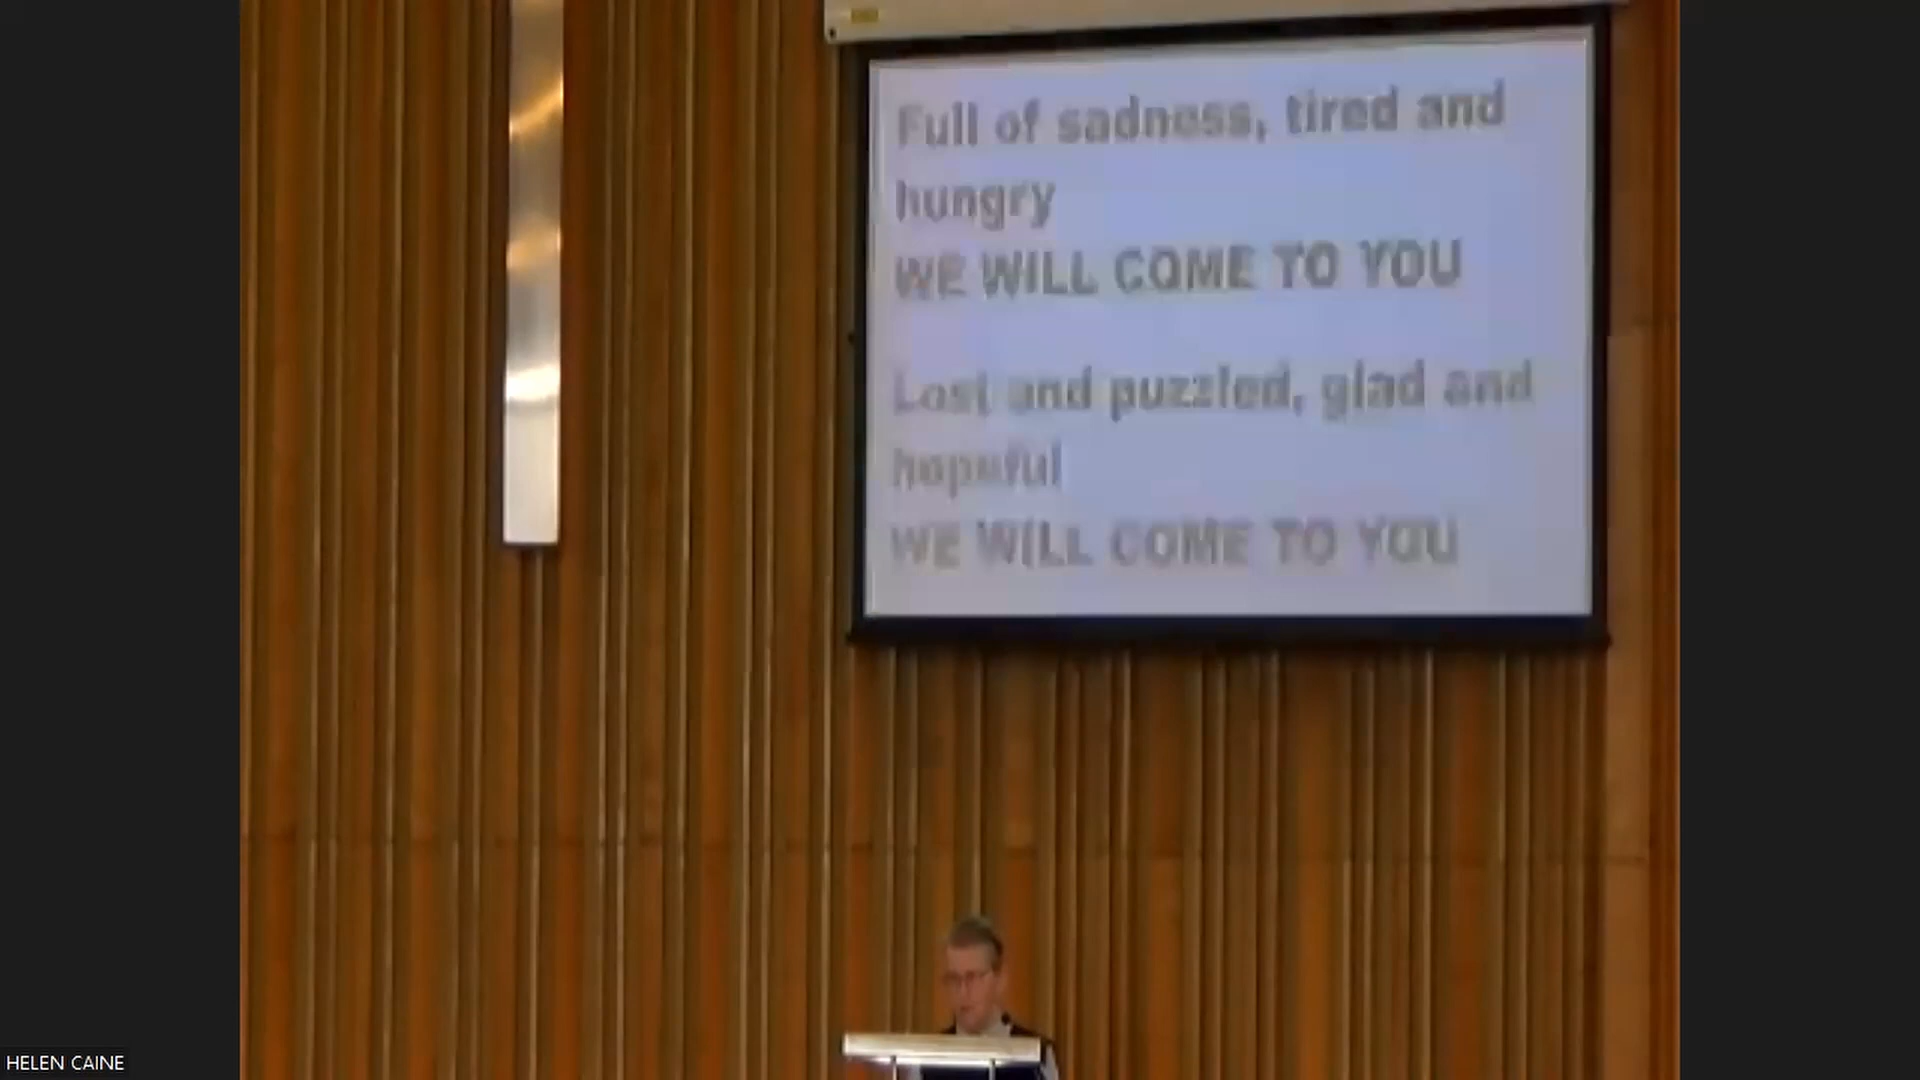 Full of sadness, tired and
hungry
WE WILL COME TO YOU
Lost and puzzled, glad and
hopeful
WE WILL COME TO YOU
HELEN CAINE